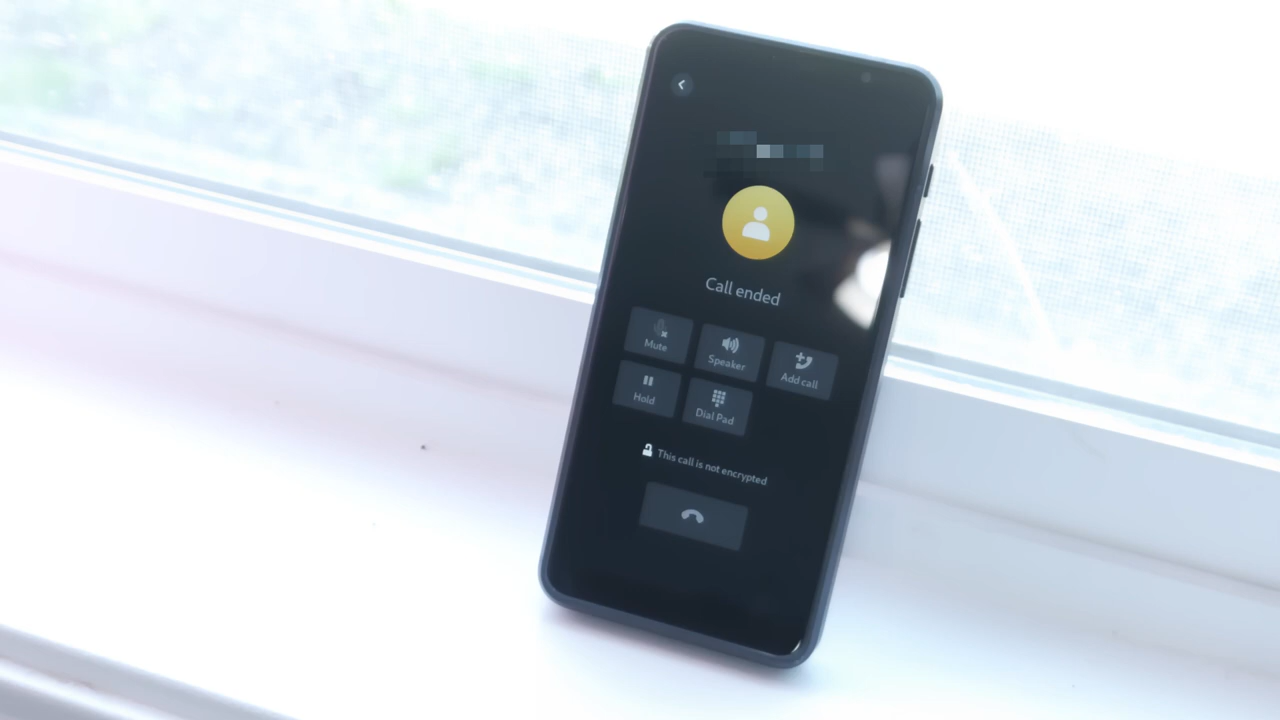 Call ended
Mute
Speaker
Add call
Hold
Dial Pad
This call is not encrypted